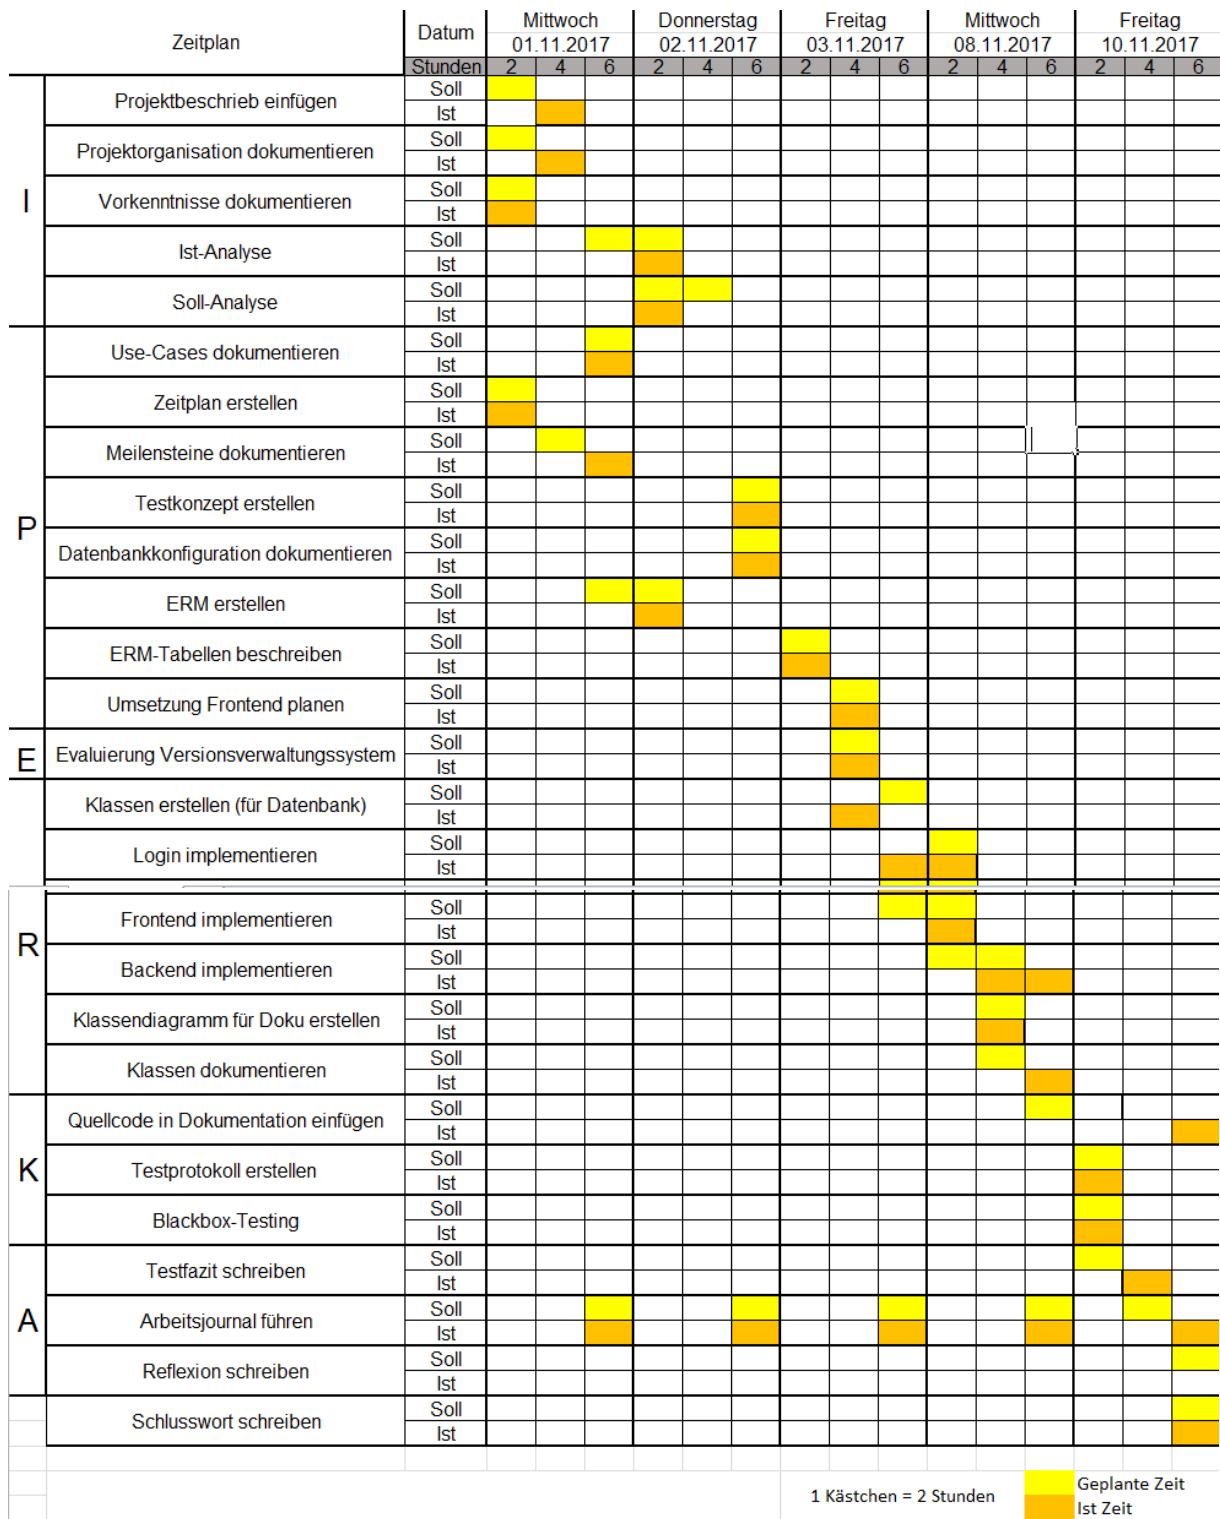 Zeitplan Datum Mittwoch Donnerstag Freitag Mittwoch Freitag
01.11.2017 02.11.2017 03.11.2017 08.11.2017 10.11.2017
Stunden 2 4 6 2 4 6 2 4 6 2 4 6 2 4 6
I
Projektbeschrieb einfügen Soll
Ist
Projektorganisation dokumentieren Soll
Ist
Vorkenntnisse dokumentieren Soll
Ist
Ist-Analyse Soll
Ist
Soll-Analyse Soll
Ist
P
Use-Cases dokumentieren Soll
Ist
Zeitplan erstellen Soll
Ist
Meilensteine dokumentieren Soll
Ist
Testkonzept erstellen Soll
Ist
Datenbankkonfiguration dokumentieren Soll
Ist
ERM erstellen Soll
Ist
ERM-Tabellen beschreiben Soll
Ist
Umsetzung Frontend planen Soll
Ist
E
Evaluierung Versionsverwaltungssystem Soll
Ist
R
Klassen erstellen (für Datenbank) Soll
Ist
Login implementieren Soll
Ist
Frontend implementieren Soll
Ist
Backend implementieren Soll
Ist
Klassendiagramm für Doku erstellen Soll
Ist
Klassen dokumentieren Soll
Ist
K
Quellcode in Dokumentation einfügen Soll
Ist
Testprotokoll erstellen Soll
Ist
Blackbox-Testing Soll
Ist
A
Testfazit schreiben Soll
Ist
Arbeitsjournal führen Soll
Ist
Reflexion schreiben Soll
Ist
Schlusswort schreiben Soll
Ist
1 Kästchen = 2 Stunden
Geplante Zeit
Ist Zeit